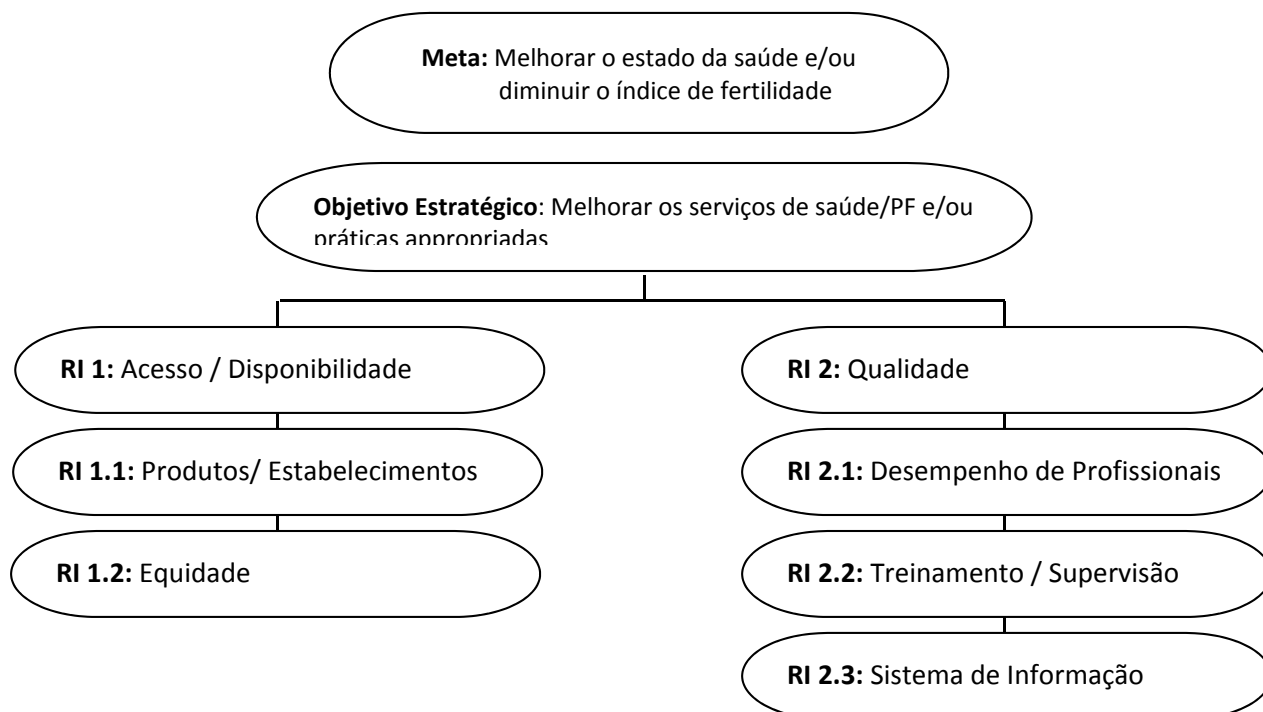 Meta: Melhorar o estado da saúde e/ou
diminuir o índice de fertilidade
Objetivo Estratégico: Melhorar os serviços de saúde/PF e/ou
práticas appropriadas
RI 1: Acesso / Disponibilidade
RI 2: Qualidade
RI 1.1: Produtos/ Estabelecimentos
RI 2.1: Desempenho de Profissionais
RI 1.2: Equidade
RI 2.2: Treinamento / Supervisão
RI 2.3: Sistema de Informação